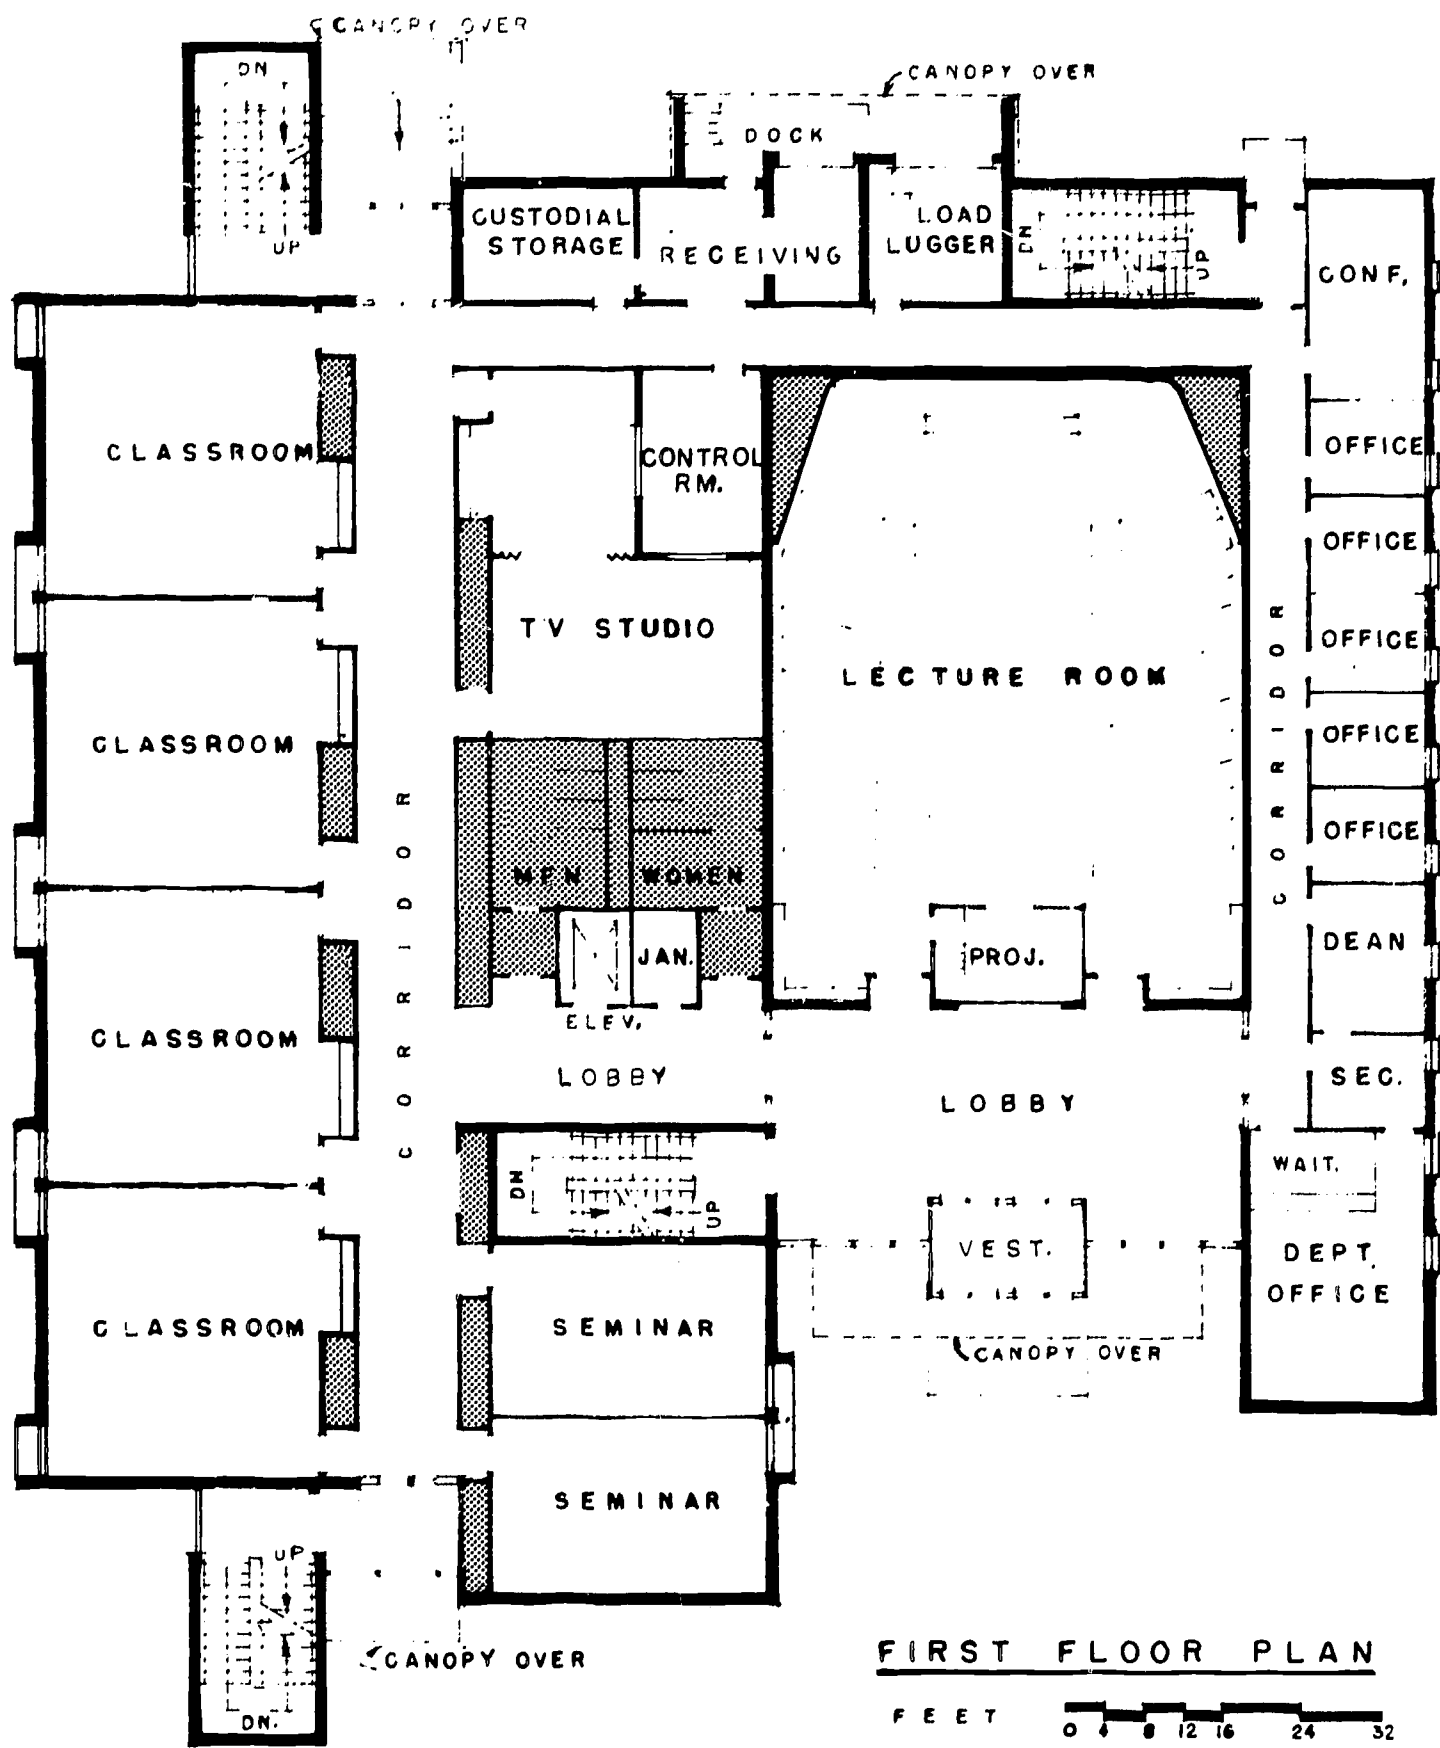 CANOPY OVER
CANOPY OVER
DN
DOCK
UP
CUSTODIAL
STORAGE
RECEIVING
LOAD
LUGGER
DN
UP
CONF.
CLASSROOM
CONTROL
RM.
OFFICE
OFFICE
TV STUDIO
OFFICE
LECTURE ROOM
CORRIDOR
CLASSROOM
OFFICE
OFFICE
CORRIDOR
MEN
WOMEN
DEAN
JAN.
PROJ.
ELEV.
CLASSROOM
LOBBY
SEC.
LOBBY
DN
UP
WAIT.
VEST.
DEPT.
OFFICE
CLASSROOM
SEMINAR
CANOPY OVER
SEMINAR
UP
CANOPY OVER
DN.
FIRST FLOOR PLAN
FEET
0 4 8 12 16 24 32